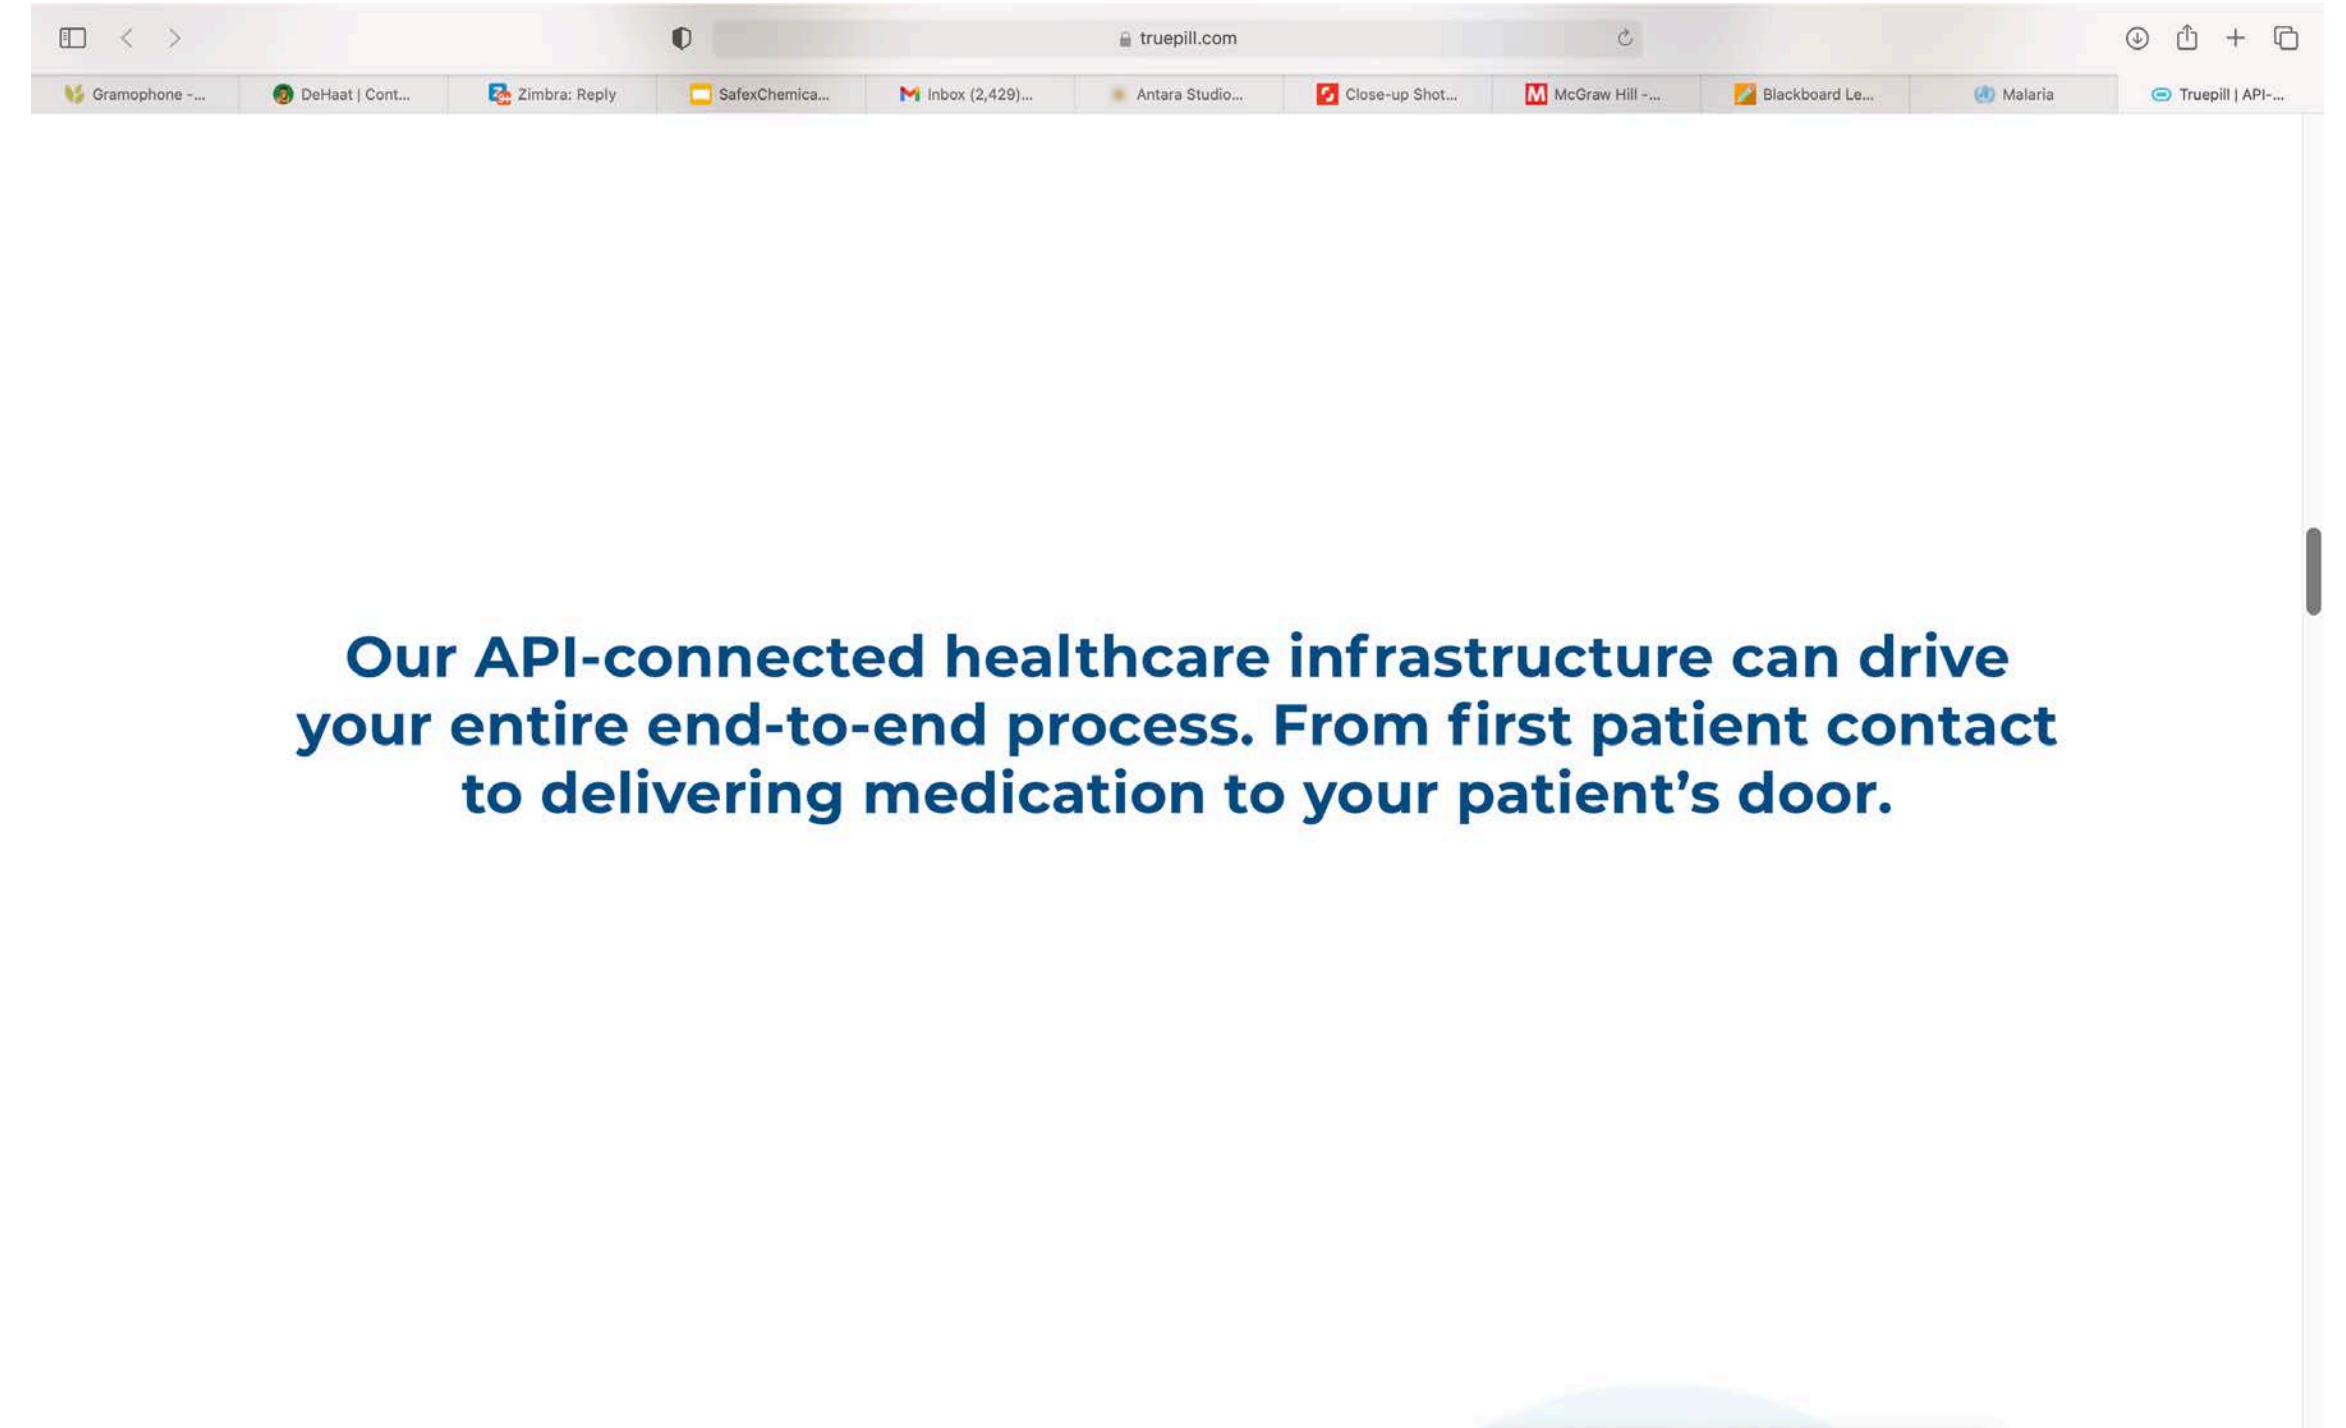 truepill.com
Gramophone -...
DeHaat | Cont...
Zimbra: Reply
SafexChemica...
Inbox (2,429)...
Antara Studio...
Close-up Shot...
McGraw Hill -...
Blackboard Le...
Malaria
Truepill | API-...
Our API-connected healthcare infrastructure can drive
your entire end-to-end process. From first patient contact
to delivering medication to your patient’s door.